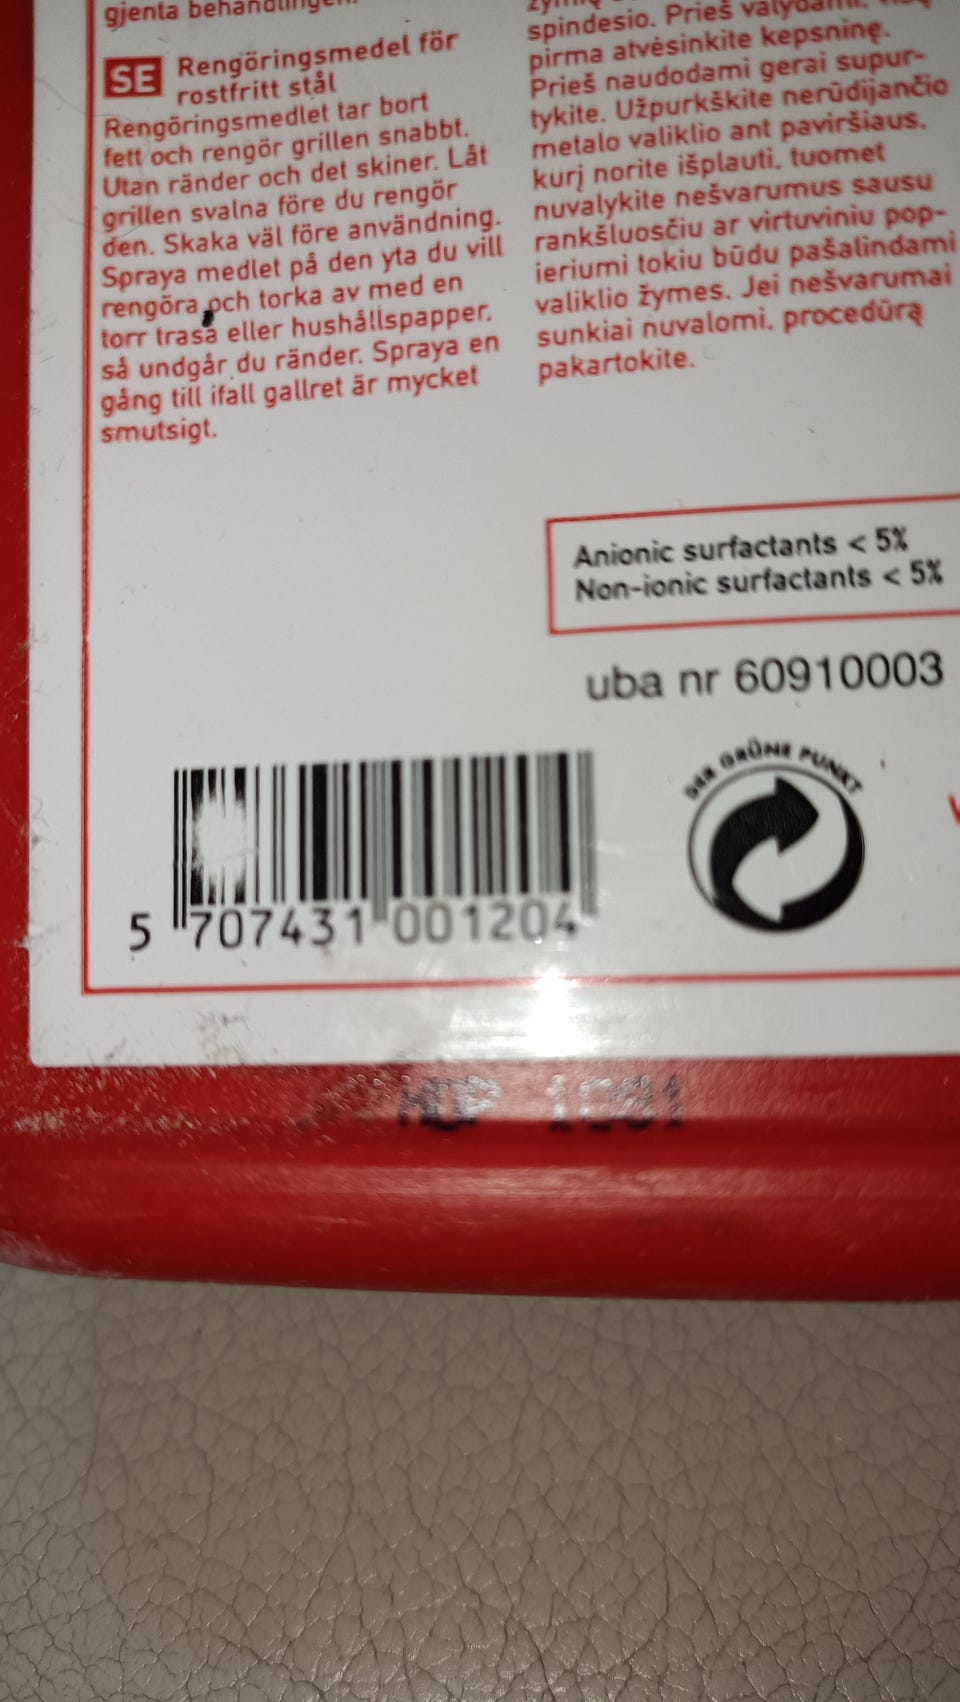 gjenta behandlingen.
SE Rengöringsmedel för
rostfritt stål
Rengöringsmedlet tar bort
fett och rengör grillen snabbt.
Utan ränder och det skiner. Låt
grillen svalna före du rengör
den. Skaka väl före användning.
Spraya medlet på den yta du vill
rengöra och torka av med en
torr trasa eller hushållspapper.
så undgår du ränder. Spraya en
gång till ifall gallret är mycket
smutsigt.
spindesio. Prieš valydami,
pirma atvėsinkite kepsninę.
Prieš naudodami gerai supur-
tykite. Užpurkškite nerūdijančio
metalo valiklio ant paviršiaus.
kurį norite išplauti, tuomet
nuvalykite nešvarumus sausu
rankšluosčiu ar virtuviniu pop-
ieriumi tokiu būdu pašalindami
valiklio žymes. Jei nešvarumai
sunkiai nuvalomi, procedūrą
pakartokite.
Anionic surfactants < 5%
Non-ionic surfactants < 5%
uba nr 60910003
DER GRÜNE PUNKT
5 707431 001204